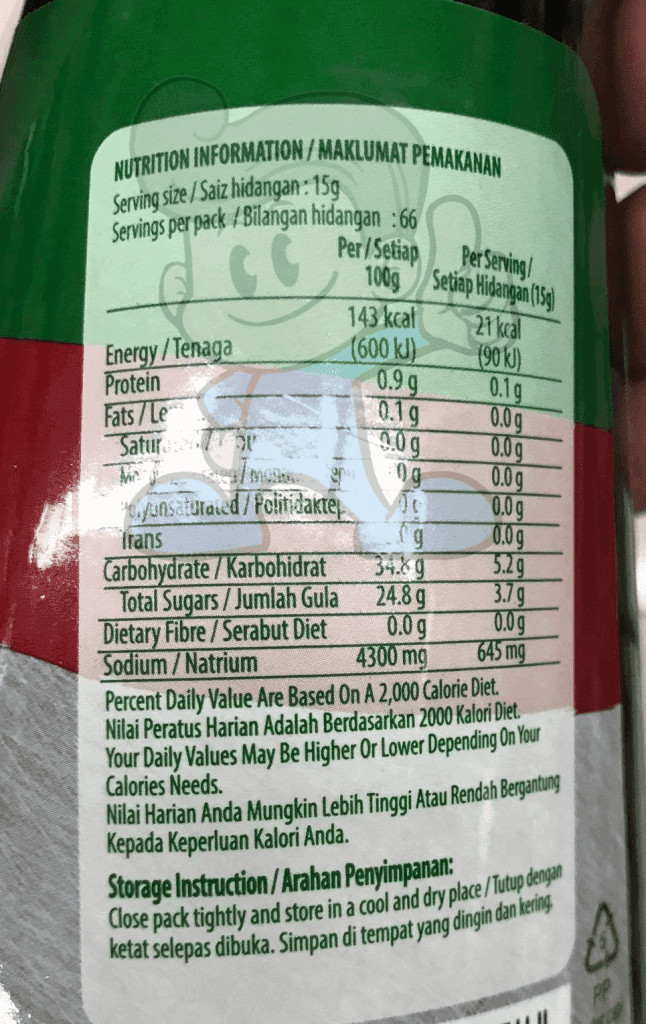 NUTRITION INFORMATION / MAKLUMAT PEMAKANAN
Serving size / Saiz hidangan : 15g
Servings per pack / Bilangan hidangan : 66
Per / Setiap 100g Per Serving / Setiap Hidangan (15g)
Energy / Tenaga 143 kcal (600 kJ) 21 kcal (90 kJ)
Protein 0.9 g 0.1 g
Fats / 0.1 g 0.0 g
0.0 g 0.0 g
0.0 g
/ Politidaktepu 0.0 g
Trans 0.0 g
Carbohydrate / Karbohidrat 34.8 g 5.2 g
Total Sugars / Jumlah Gula 24.8 g 3.7 g
Dietary Fibre / Serabut Diet 0.0 g 0.0 g
Sodium / Natrium 4300 mg 645 mg
Percent Daily Value Are Based On A 2,000 Calorie Diet.
Nilai Peratus Harian Adalah Berdasarkan 2000 Kalori Diet.
Your Daily Values May Be Higher Or Lower Depending On Your
Calories Needs.
Nilai Harian Anda Mungkin Lebih Tinggi Atau Rendah Bergantung
Kepada Keperluan Kalori Anda.
Storage Instruction / Arahan Penyimpanan:
Close pack tightly and store in a cool and dry place / Tutup dengan
ketat selepas dibuka. Simpan di tempat yang dingin dan kering.
5
PP